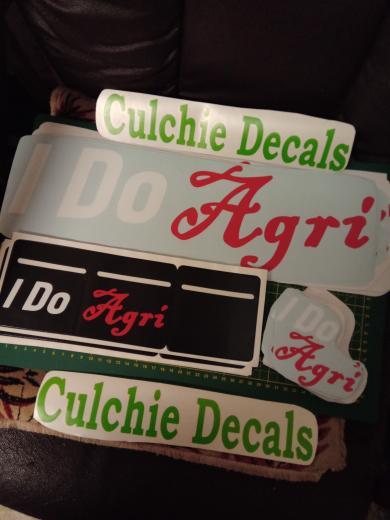 Culchie Decals
I Do Agri
I Do Agri
I Do
Agri
Culchie Decals